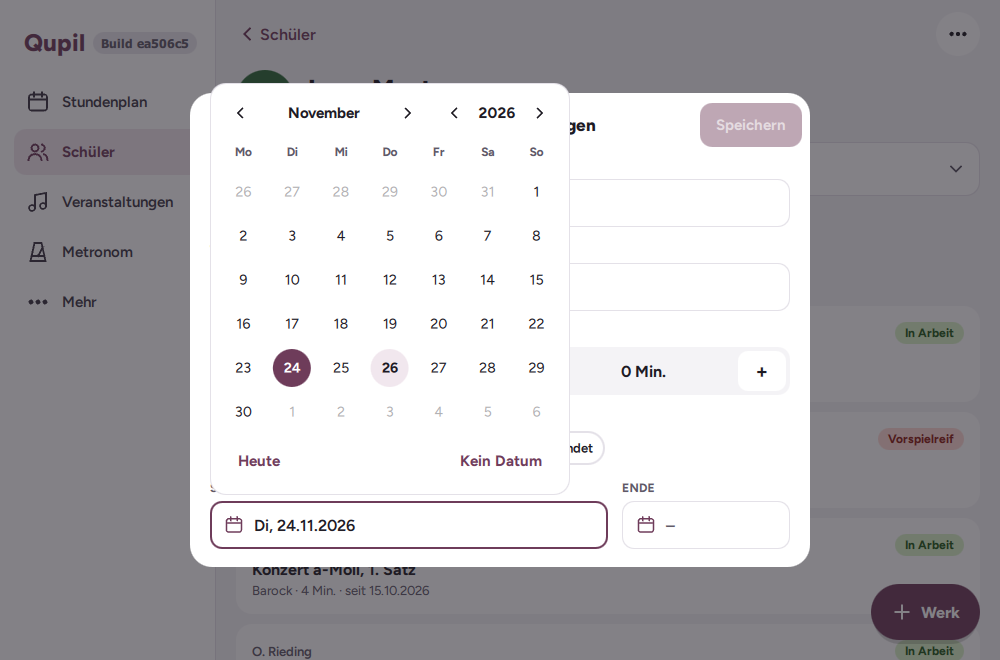 Qupil
Build ea506c5
Stundenplan
Schüler
Veranstaltungen
Metronom
Mehr
Schüler
Speichern
November
2026
Mo Di Mi Do Fr Sa So
26 27 28 29 30 31 1
2 3 4 5 6 7 8
9 10 11 12 13 14 15
16 17 18 19 20 21 22
23 24 25 26 27 28 29
30 1 2 3 4 5 6
Heute
Kein Datum
0 Min.
+
ENDE
Di, 24.11.2026
–
In Arbeit
Vorspielreif
In Arbeit
Konzert a-Moll, 1. Satz
Barock · 4 Min. · seit 15.10.2026
Werk
O. Rieding
In Arbeit